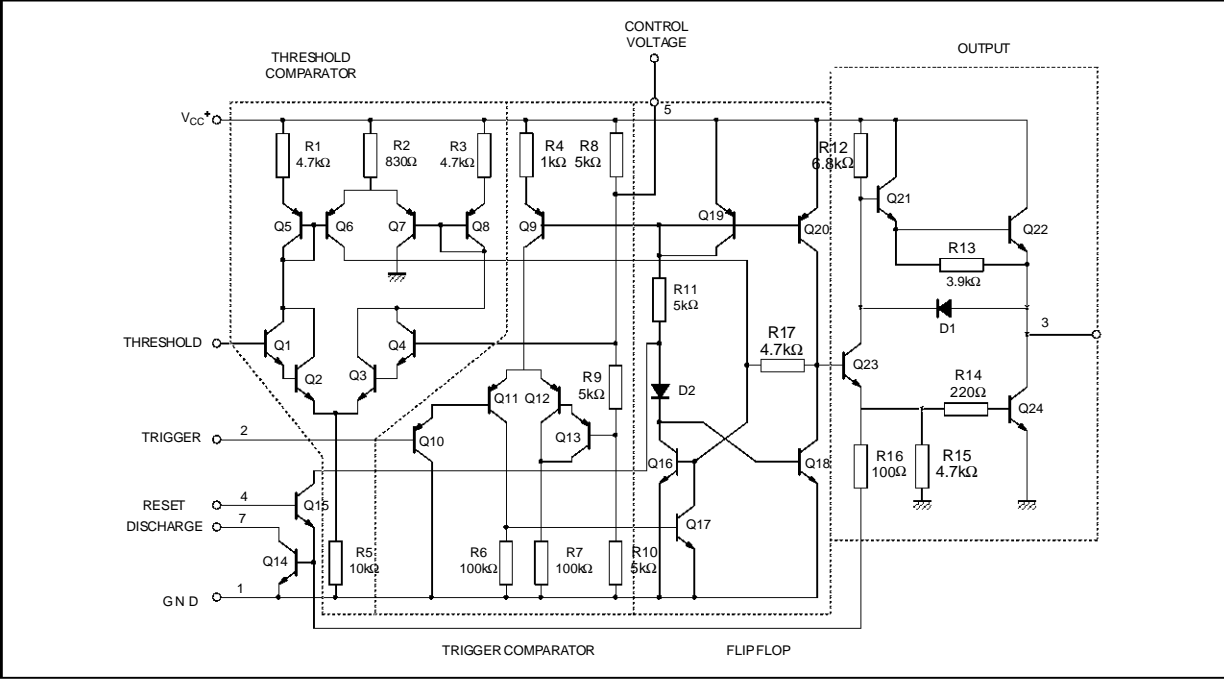 CONTROL
VOLTAGE
THRESHOLD
COMPARATOR
OUTPUT
5
VCC+
R1
4.7kΩ
R2
830Ω
R3
4.7kΩ
R4
1kΩ
R8
5kΩ
R12
6.8kΩ
Q5
Q6
Q7
Q8
Q9
Q19
Q20
Q21
Q22
R13
3.9kΩ
R11
5kΩ
D1
3
THRESHOLD
Q1
Q2
Q3
Q4
R17
4.7kΩ
Q23
R9
5kΩ
D2
R14
220Ω
Q24
Q11
Q12
Q13
TRIGGER
2
Q10
Q16
Q18
R16
100Ω
R15
4.7kΩ
RESET
4
Q15
DISCHARGE
7
Q17
Q14
R5
10kΩ
R6
100kΩ
R7
100kΩ
R10
5kΩ
GND
1
TRIGGER COMPARATOR
FLIP FLOP